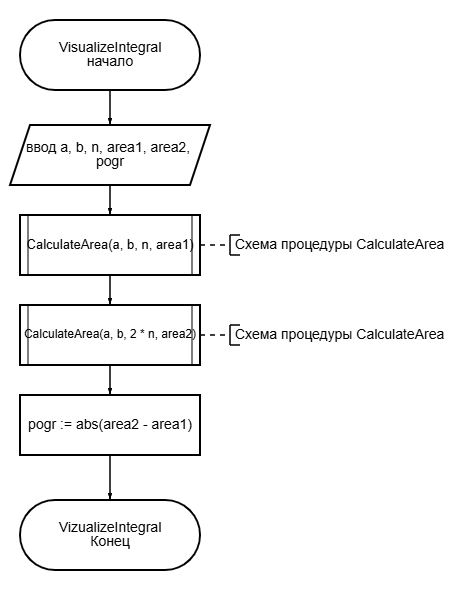 VisualizeIntegral
начало
ввод a, b, n, area1, area2,
pogr
CalculateArea(a, b, n, area1)
Схема процедуры CalculateArea
CalculateArea(a, b, 2 * n, area2)
Схема процедуры CalculateArea
pogr := abs(area2 - area1)
VizualizeIntegral
Конец